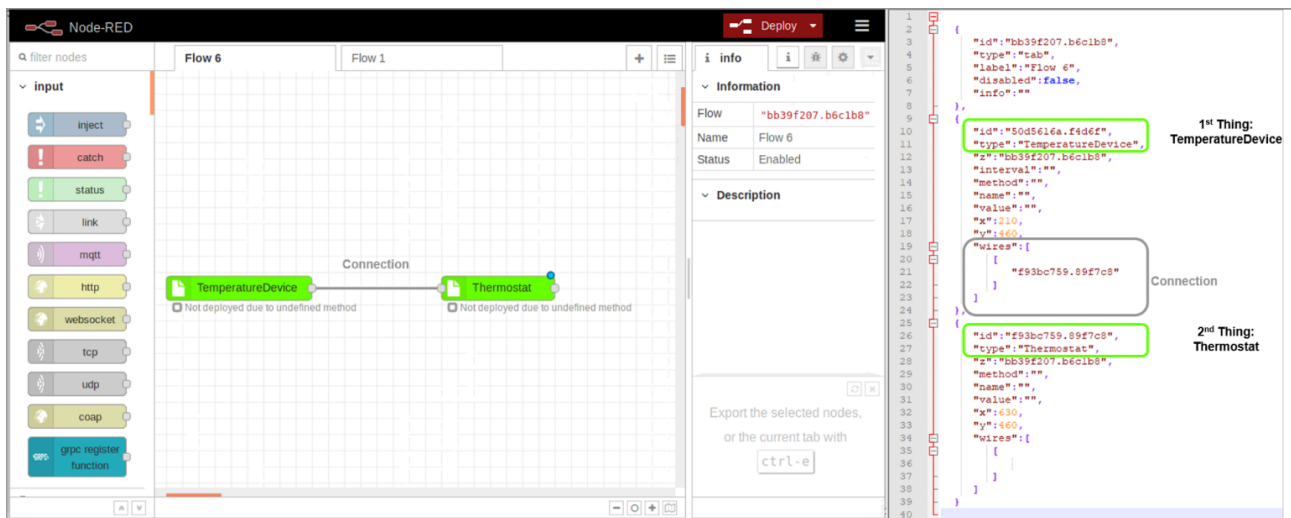 Node-RED
Deploy
filter nodes
input
inject
catch
status
link
mqtt
http
websocket
tcp
udp
coap
grpc register
function
Flow 6
Flow 1
Connection
TemperatureDevice
Thermostat
Not deployed due to undefined method
Not deployed due to undefined method
i info
i
Information
Flow "bb39f207.b6c1b8"
Name Flow 6
Status Enabled
Description
Export the selected nodes,
or the current tab with
ctrl-e
1
2 {
3 "id":"bb39f207.b6c1b8",
4 "type":"tab",
5 "label":"Flow 6",
6 "disabled":false,
7 "info":""
8 },
9 {
10 "id":"50d5616a.f4d6f",
11 "type":"TemperatureDevice",
12 "z":"bb39f207.b6c1b8",
13 "interval":"",
14 "method":"",
15 "name":"",
16 "value":"",
17 "x":210,
18 "y":460,
19 "wires":[
20 [
21 "f93bc759.89f7c8"
22 ]
23 ]
24 },
25 {
26 "id":"f93bc759.89f7c8",
27 "type":"Thermostat",
28 "z":"bb39f207.b6c1b8",
29 "method":"",
30 "name":"",
31 "value":"",
32 "x":630,
33 "y":460,
34 "wires":[
35 [
36
37 ]
38 ]
39 }
40
1st Thing:
TemperatureDevice
Connection
2nd Thing:
Thermostat